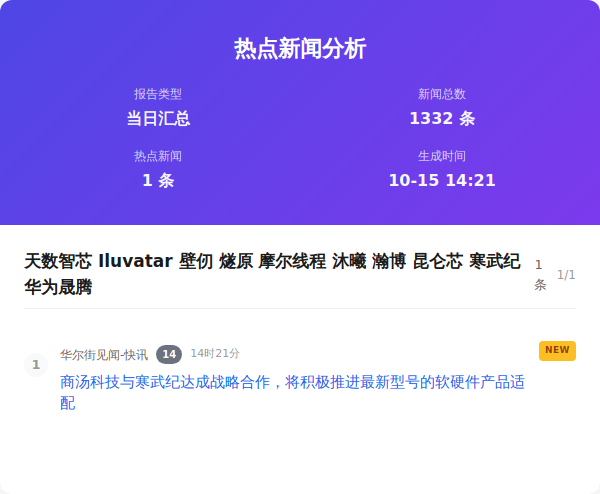 热点新闻分析
报告类型
新闻总数
当日汇总
1332 条
热点新闻
生成时间
1 条
10-15 14:21
天数智芯 Iluvatar 壁仞 燧原 摩尔线程 沐曦 瀚博 昆仑芯 寒武纪
华为晟腾
1
条
1/1
1
华尔街见闻-快讯 14 14时21分
NEW
商汤科技与寒武纪达成战略合作，将积极推进最新型号的软硬件产品适
配